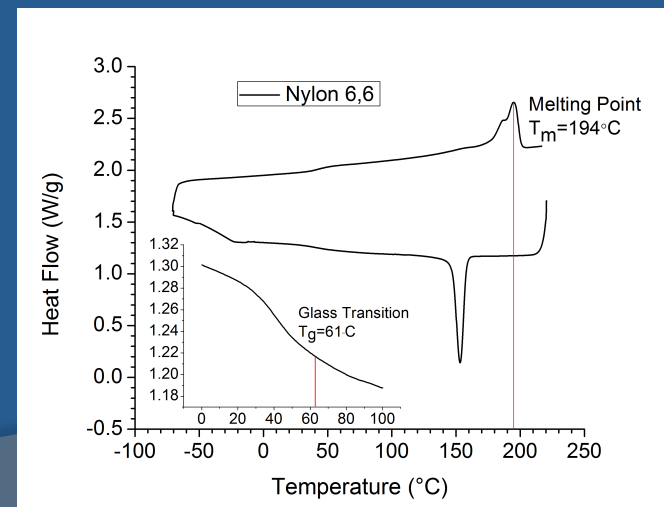 3.0
2.5
2.0
1.5
1.0
0.5
0.0
-0.5
Heat Flow (W/g)
Nylon 6,6
Melting Point
Tm=194°C
1.32
1.30
1.28
1.26
1.24
1.22
1.20
1.18
Glass Transition
Tg=61·C
0 20 40 60 80 100
-100 -50 0 50 100 150 200 250
Temperature (°C)